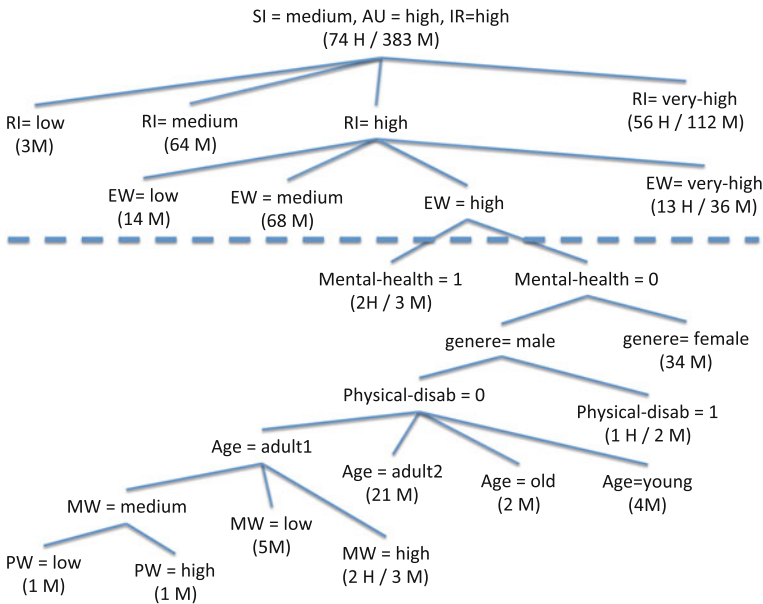 SI = medium, AU = high, IR=high
(74 H / 383 M)
RI= low
(3M)
RI= medium
(64 M)
RI= high
RI= very-high
(56 H / 112 M)
EW= low
(14 M)
EW = medium
(68 M)
EW = high
EW= very-high
(13 H / 36 M)
Mental-health = 1
(2H / 3 M)
Mental-health = 0
genere= male
genere= female
(34 M)
Physical-disab = 0
Physical-disab = 1
(1 H / 2 M)
Age = adult1
Age = adult2
(21 M)
Age = old
(2 M)
Age=young
(4M)
MW = medium
MW = low
(5M)
MW = high
(2 H / 3 M)
PW = low
(1 M)
PW = high
(1 M)